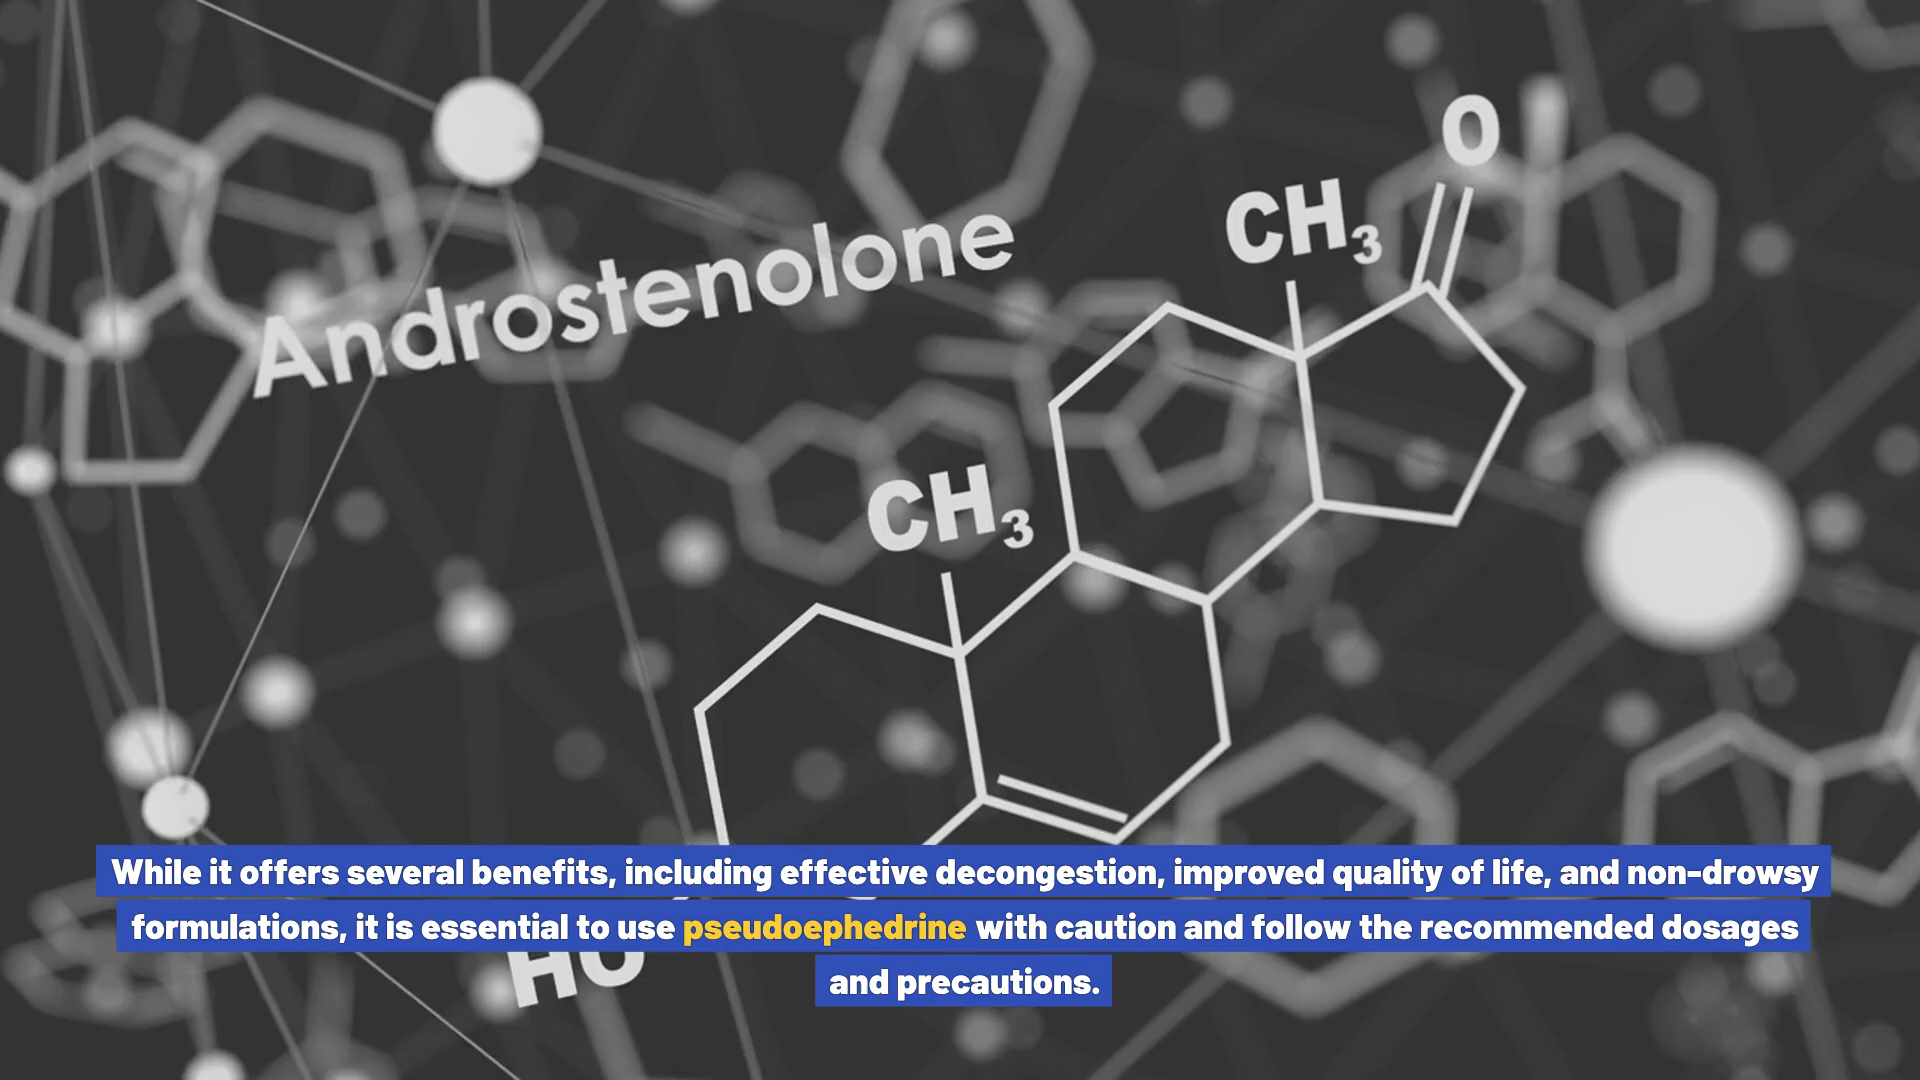 Androstenolone
O
CH3
CH3
HO
While it offers several benefits, including effective decongestion, improved quality of life, and non-drowsy
formulations, it is essential to use pseudoephedrine with caution and follow the recommended dosages
and precautions.